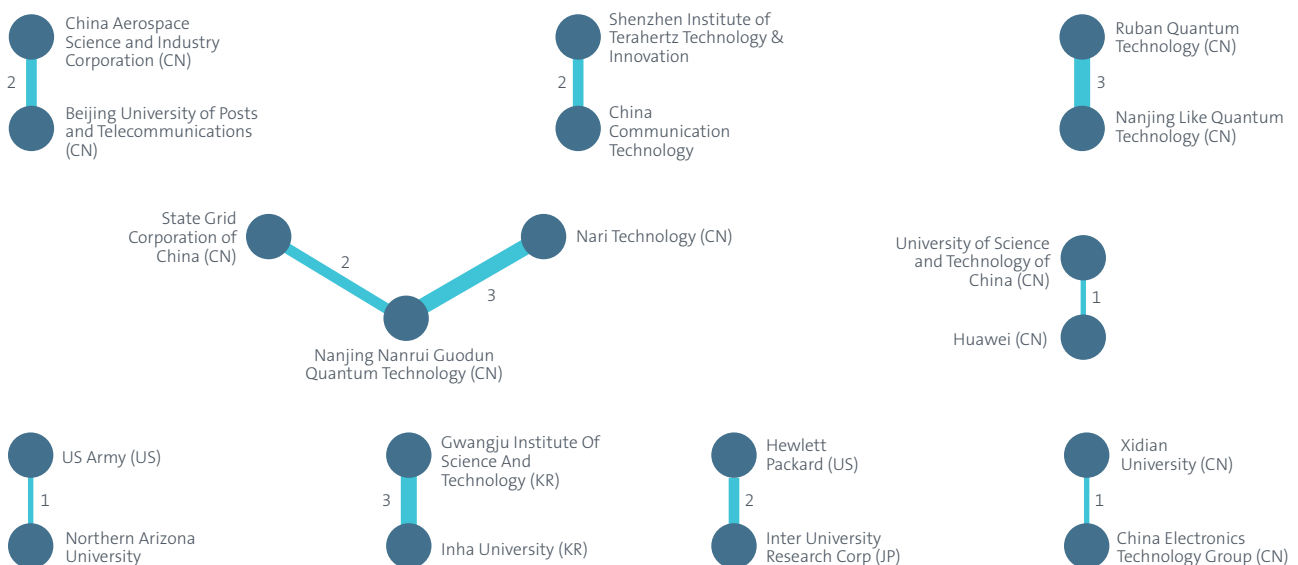 China Aerospace
Science and Industry
Corporation (CN)
2
Beijing University of Posts
and Telecommunications
(CN)
Shenzhen Institute of
Terahertz Technology &
Innovation
2
China
Communication
Technology
Ruban Quantum
Technology (CN)
3
Nanjing Like Quantum
Technology (CN)
State Grid
Corporation of
China (CN)
2
Nari Technology (CN)
3
Nanjing Nanrui Guodun
Quantum Technology (CN)
University of Science
and Technology of
China (CN)
1
Huawei (CN)
US Army (US)
1
Northern Arizona
University
Gwangju Institute Of
Science And
Technology (KR)
3
Inha University (KR)
Hewlett
Packard (US)
2
Inter University
Research Corp (JP)
Xidian
University (CN)
1
China Electronics
Technology Group (CN)